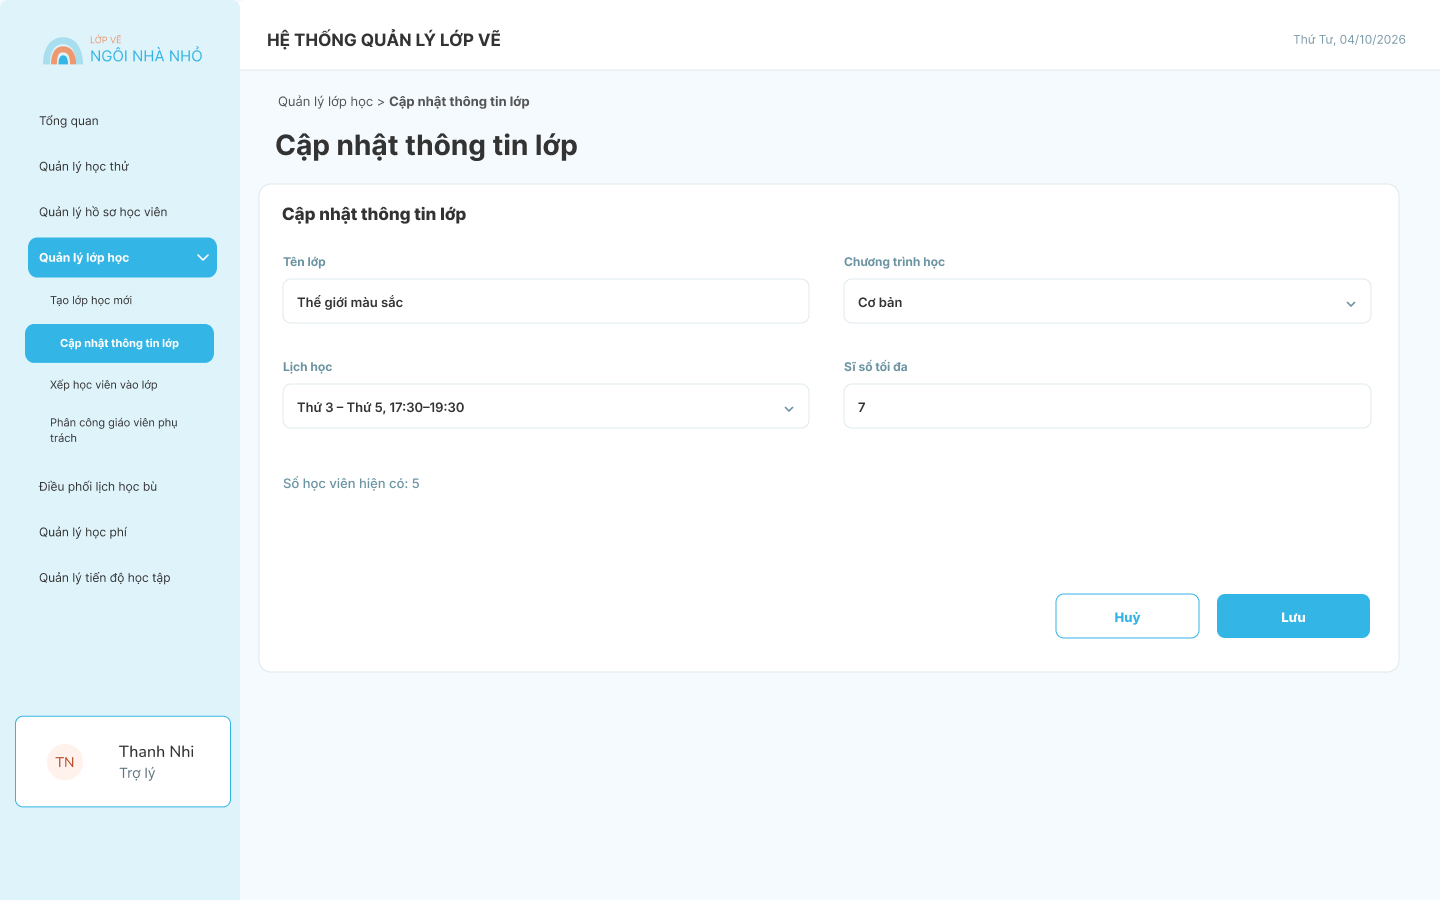 LỚP VẼ
NGÔI NHÀ NHỎ
Tổng quan
Quản lý học thử
Quản lý hồ sơ học viên
Quản lý lớp học
Tạo lớp học mới
Cập nhật thông tin lớp
Xếp học viên vào lớp
Phân công giáo viên phụ
trách
Điều phối lịch học bù
Quản lý học phí
Quản lý tiến độ học tập
TN
Thanh Nhi
Trợ lý
HỆ THỐNG QUẢN LÝ LỚP VẼ
Thứ Tư, 04/10/2026
Quản lý lớp học > Cập nhật thông tin lớp
Cập nhật thông tin lớp
Cập nhật thông tin lớp
Tên lớp
Thế giới màu sắc
Chương trình học
Cơ bản
Lịch học
Thứ 3 – Thứ 5, 17:30–19:30
Sĩ số tối đa
7
Số học viên hiện có: 5
Huỷ
Lưu